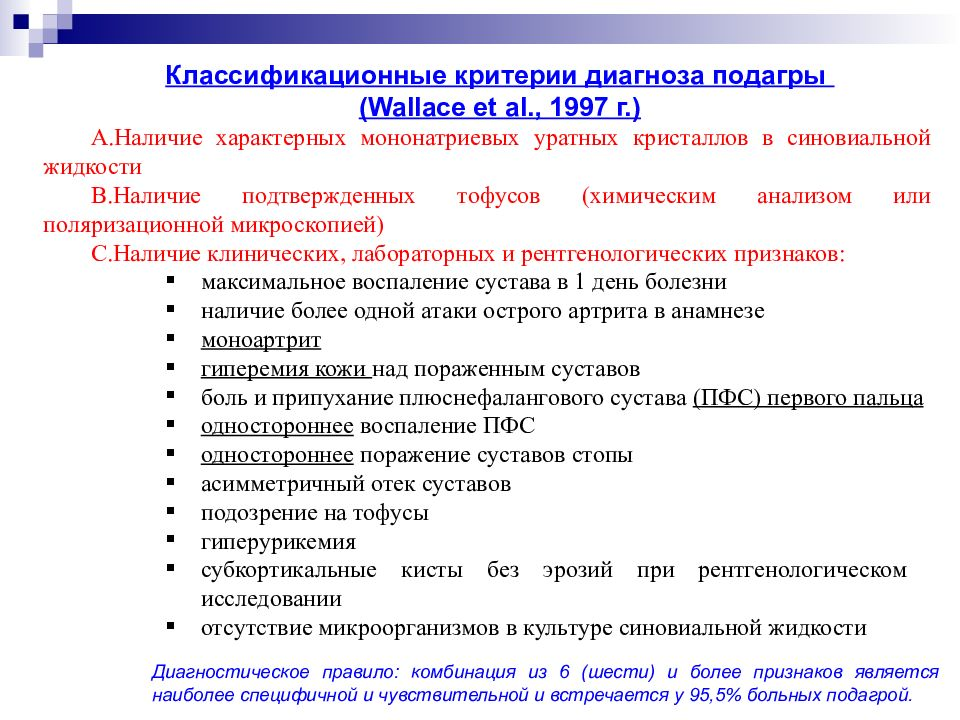 Классификационные критерии диагноза подагры
(Wallace et al., 1997 г.)
А.Наличие характерных мононатриевых уратных кристаллов в синовиальной
жидкости
В.Наличие подтвержденных тофусов (химическим анализом или
поляризационной микроскопией)
С.Наличие клинических, лабораторных и рентгенологических признаков:
▪ максимальное воспаление сустава в 1 день болезни
▪ наличие более одной атаки острого артрита в анамнезе
▪ моноартрит
▪ гиперемия кожи над пораженным суставов
▪ боль и припухание плюснефалангового сустава (ПФС) первого пальца
▪ одностороннее воспаление ПФС
▪ одностороннее поражение суставов стопы
▪ асимметричный отек суставов
▪ подозрение на тофусы
▪ гиперурикемия
▪ субкортикальные кисты без эрозий при рентгенологическом
исследовании
▪ отсутствие микроорганизмов в культуре синовиальной жидкости
Диагностическое правило: комбинация из 6 (шести) и более признаков является
наиболее специфичной и чувствительной и встречается у 95,5% больных подагрой.